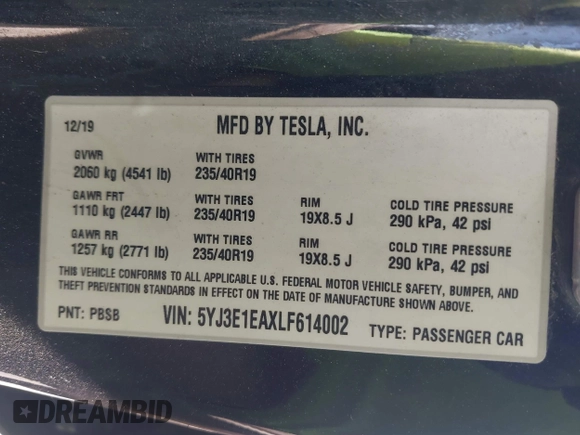 12/19 MFD BY TESLA, INC.
GVWR WITH TIRES
2060 kg (4541 lb) 235/40R19
GAWR FRT WITH TIRES RIM COLD TIRE PRESSURE
1110 kg (2447 lb) 235/40R19 19X8.5 J 290 kPa, 42 psi
GAWR RR WITH TIRES RIM COLD TIRE PRESSURE
1257 kg (2771 lb) 235/40R19 19X8.5 J 290 kPa, 42 psi
THIS VEHICLE CONFORMS TO ALL APPLICABLE U.S. FEDERAL MOTOR VEHICLE SAFETY, BUMPER, AND
THEFT PREVENTION STANDARDS IN EFFECT ON THE DATE OF MANUFACTURE SHOWN ABOVE.
PNT: PBSB VIN: 5YJ3E1EAXLF614002 TYPE: PASSENGER CAR
DREAMBID